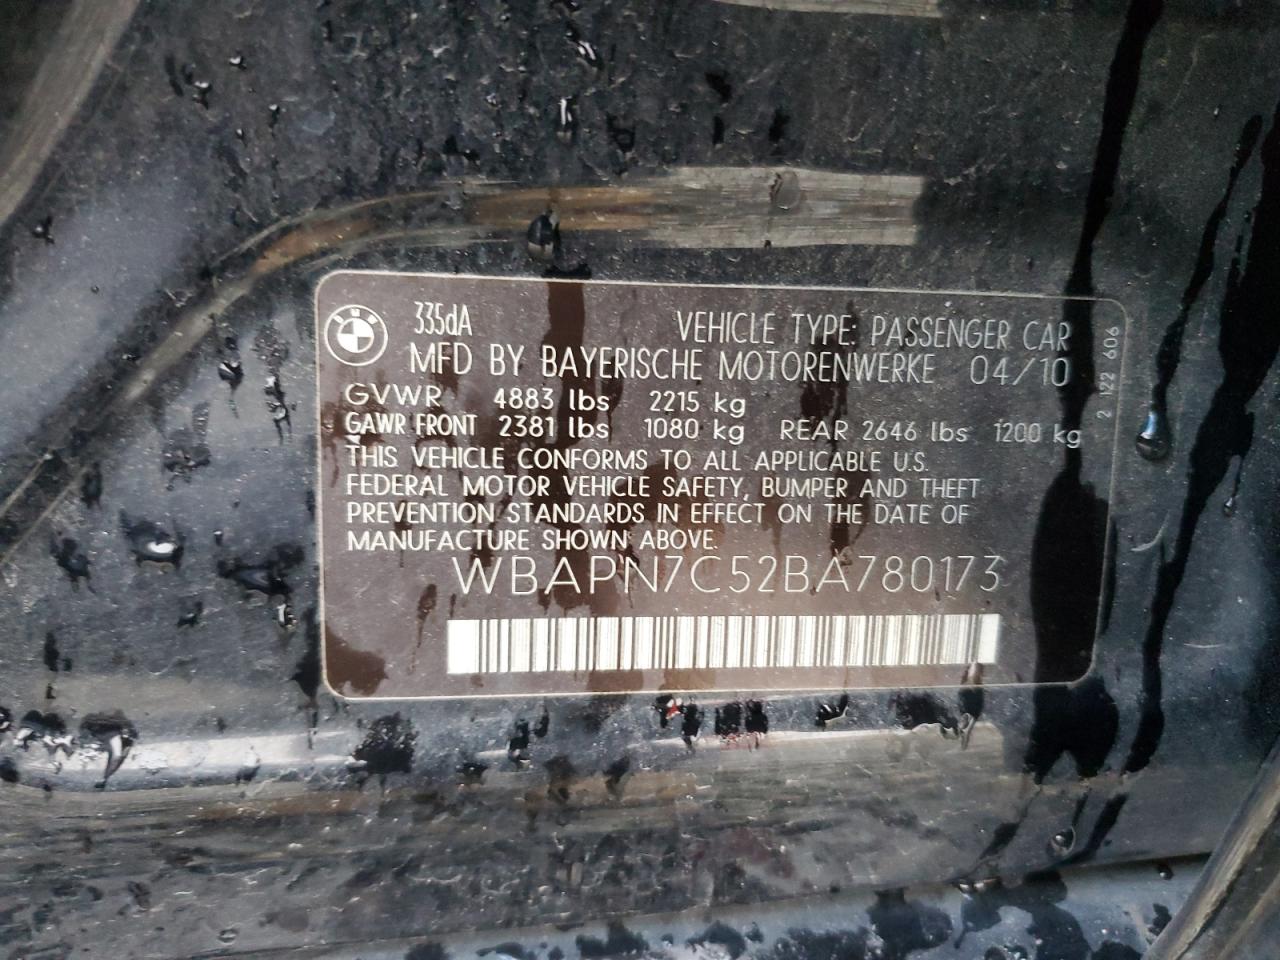 BMW
335dA VEHICLE TYPE: PASSENGER CAR
MFD BY BAYERISCHE MOTORENWERKE 04/10
GVWR 4883 lbs 2215 kg
GAWR FRONT 2381 lbs 1080 kg REAR 2646 lbs 1200 kg
THIS VEHICLE CONFORMS TO ALL APPLICABLE U.S.
FEDERAL MOTOR VEHICLE SAFETY, BUMPER AND THEFT
PREVENTION STANDARDS IN EFFECT ON THE DATE OF
MANUFACTURE SHOWN ABOVE.
WBAPN7C52BA780173
2 122 606